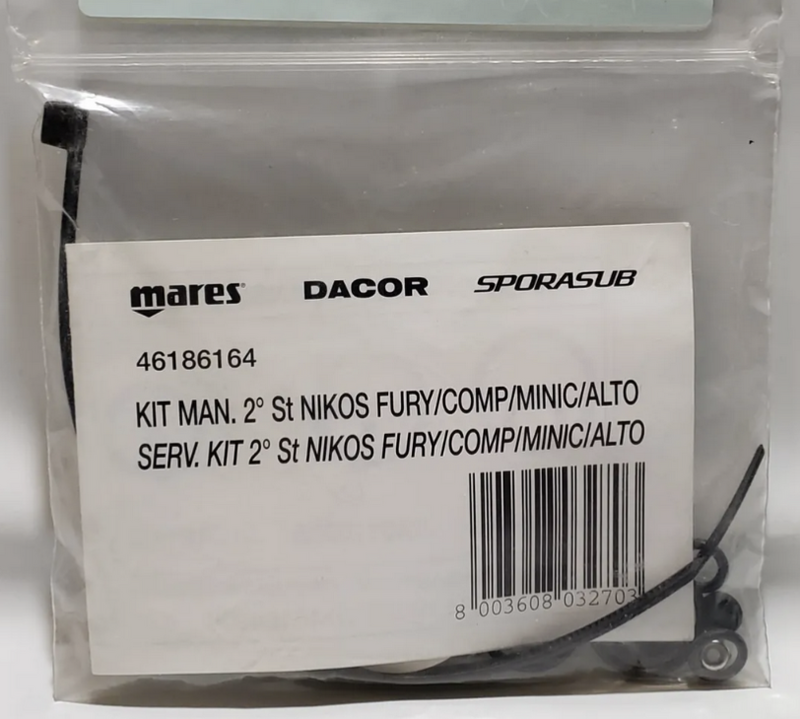 mares DACOR SPORASUB
46186164
KIT MAN. 2° St NIKOS FURY/COMP/MINIC/ALTO
SERV. KIT 2° St NIKOS FURY/COMP/MINIC/ALTO
8 003608 032703